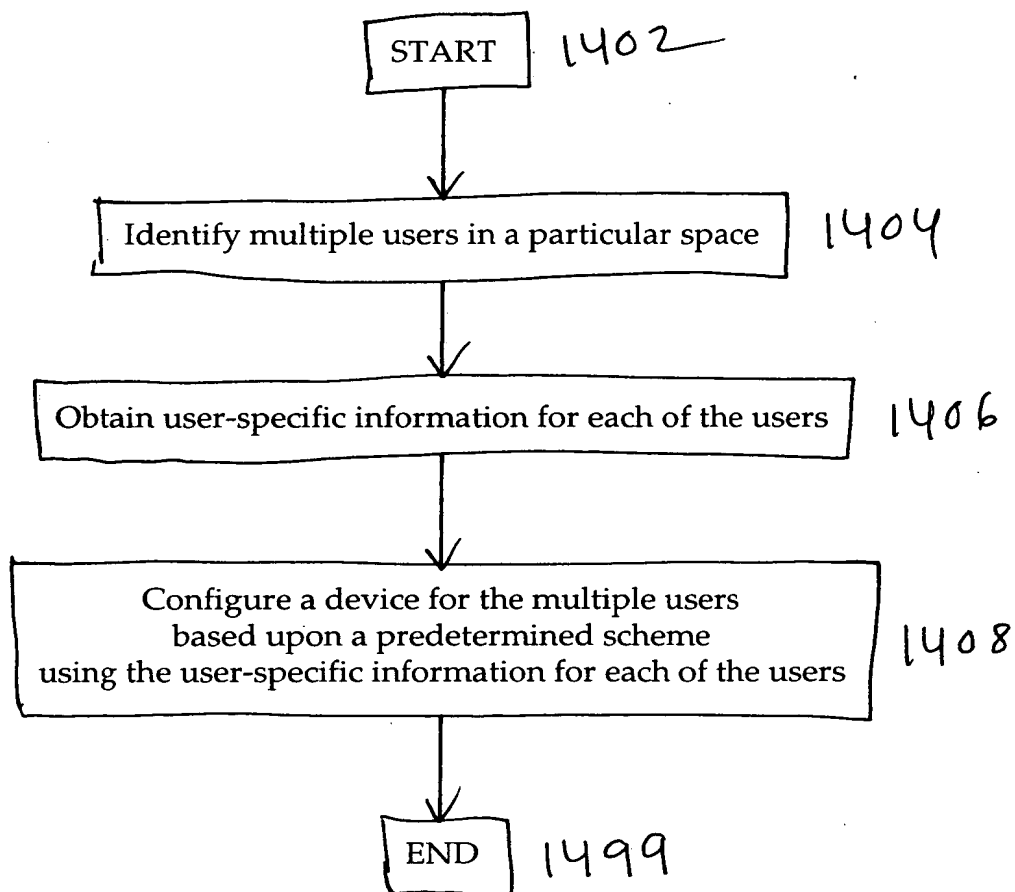 START 1402
Identify multiple users in a particular space 1404
Obtain user-specific information for each of the users 1406
Configure a device for the multiple users
based upon a predetermined scheme
using the user-specific information for each of the users
1408
END 1499